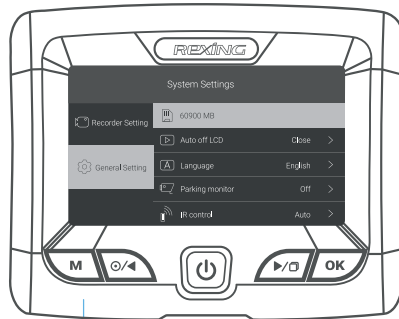 REXING
System Settings
Recorder Setting
General Setting
60900 MB
Auto off LCD Close
Language English
Parking monitor Off
IR control Auto
M
OK